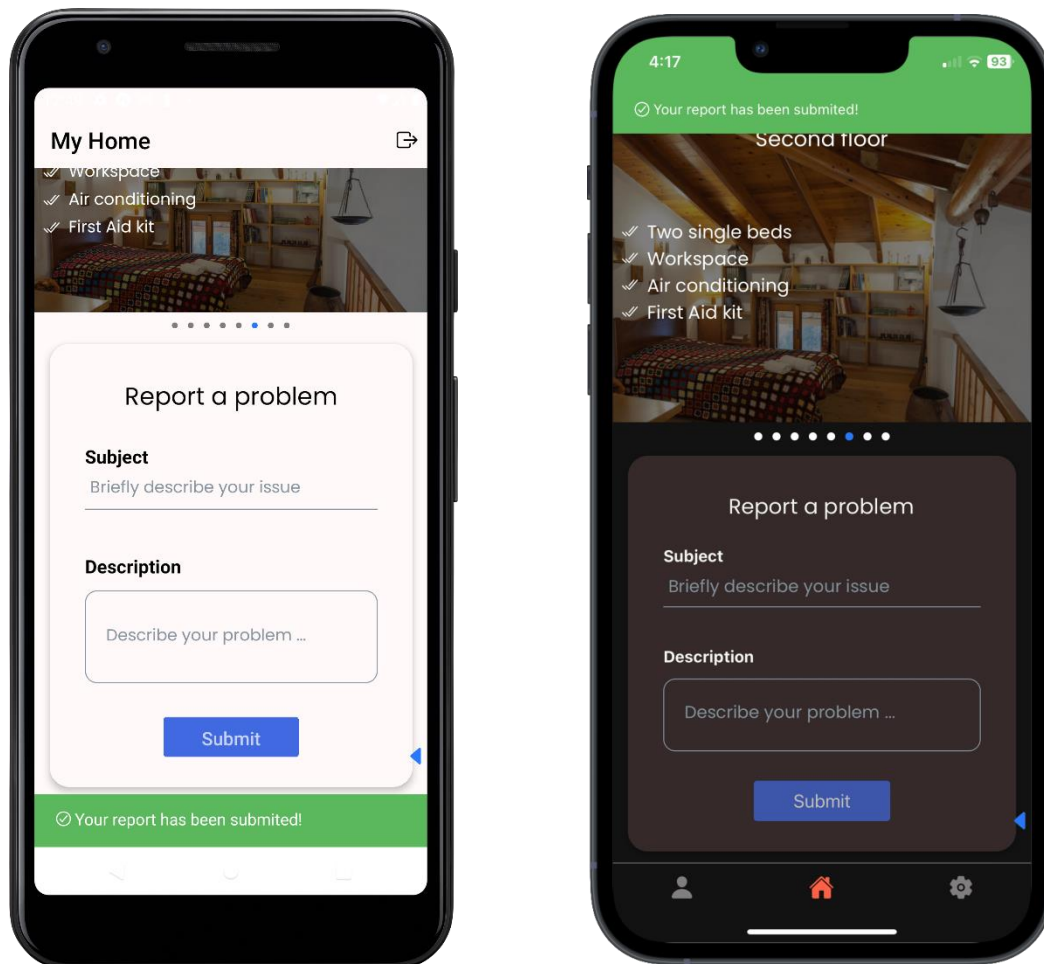 My Home
Workspace
Air conditioning
First Aid kit
Report a problem
Subject
Briefly describe your issue
Description
Describe your problem ...
Submit
Your report has been submited!
4:17
93
Your report has been submited!
Second floor
Two single beds
Workspace
Air conditioning
First Aid kit
Report a problem
Subject
Briefly describe your issue
Description
Describe your problem ...
Submit